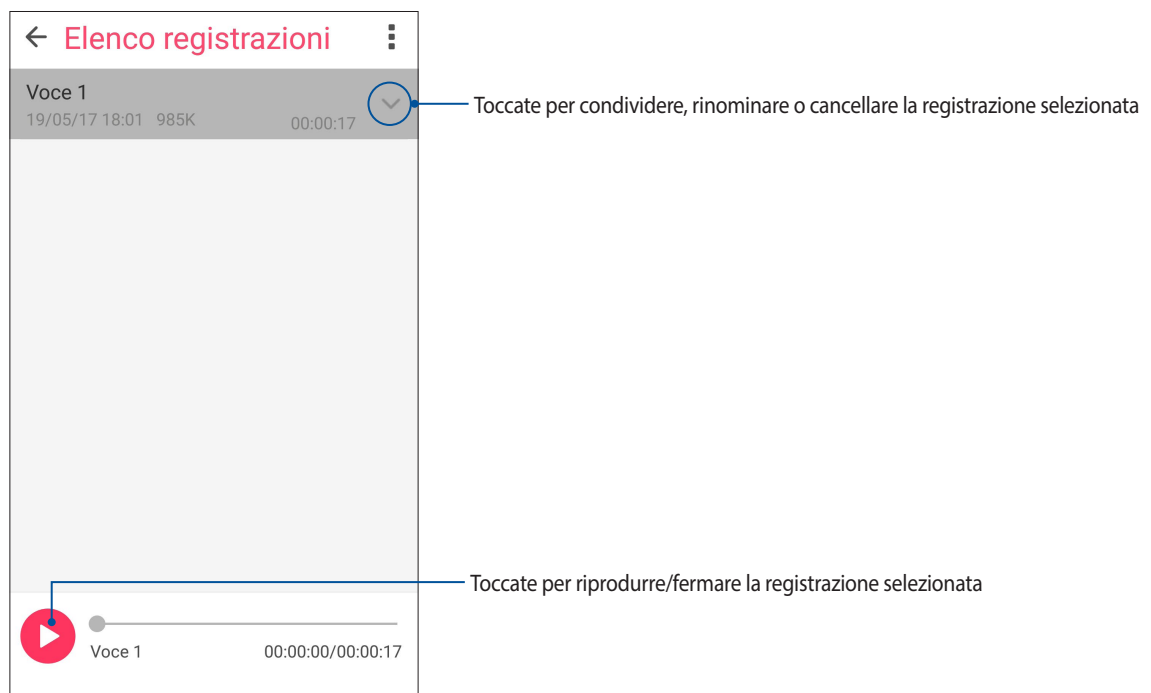 Elenco registrazioni
Voce 1
19/05/17 18:01 985K 00:00:17
Toccate per condividere, rinominare o cancellare la registrazione selezionata
Toccate per riprodurre/fermare la registrazione selezionata
Voce 1 00:00:00/00:00:17